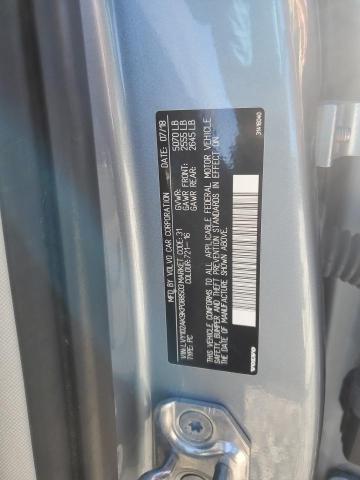 MFD BY VOLVO CAR CORPORATION DATE: 07/18
GVWR: 5070 LB
GAWR FRONT: 2555 LB
GAWR REAR: 2645 LB
MARKET CODE: 31
COLOUR: 721-16
TYPE: PC
THIS VEHICLE CONFORMS TO ALL APPLICABLE FEDERAL MOTOR VEHICLE
SAFETY, BUMPER AND THEFT PREVENTION STANDARDS IN EFFECT ON
THE DATE OF MANUFACTURE SHOWN ABOVE.
VOLVO
31418040